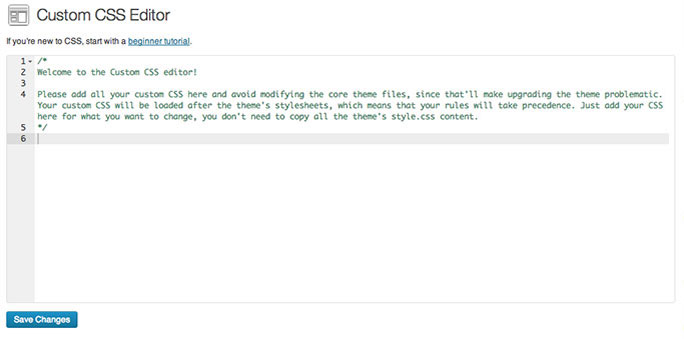 Custom CSS Editor
If you're new to CSS, start with a beginner tutorial.
1 /*
2 Welcome to the Custom CSS editor!
3
4 Please add all your custom CSS here and avoid modifying the core theme files, since that'll make upgrading the theme problematic.
Your custom CSS will be loaded after the theme's stylesheets, which means that your rules will take precedence. Just add your CSS
here for what you want to change, you don't need to copy all the theme's style.css content.
5 */
6
Save Changes